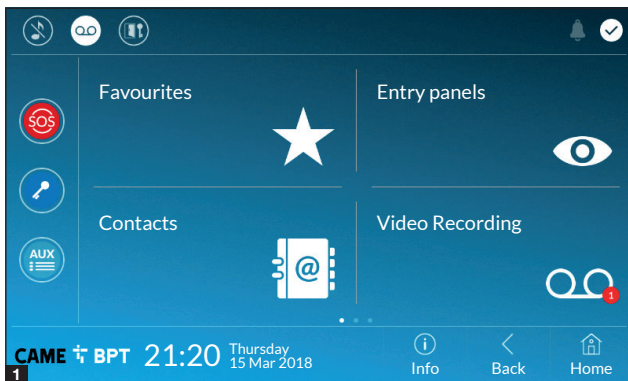 Favourites
Entry panels
SOS
Contacts
Video Recording
AUX
@
1
CAME BPT 21:20 Thursday
15 Mar 2018
i
Info
Back
Home
1